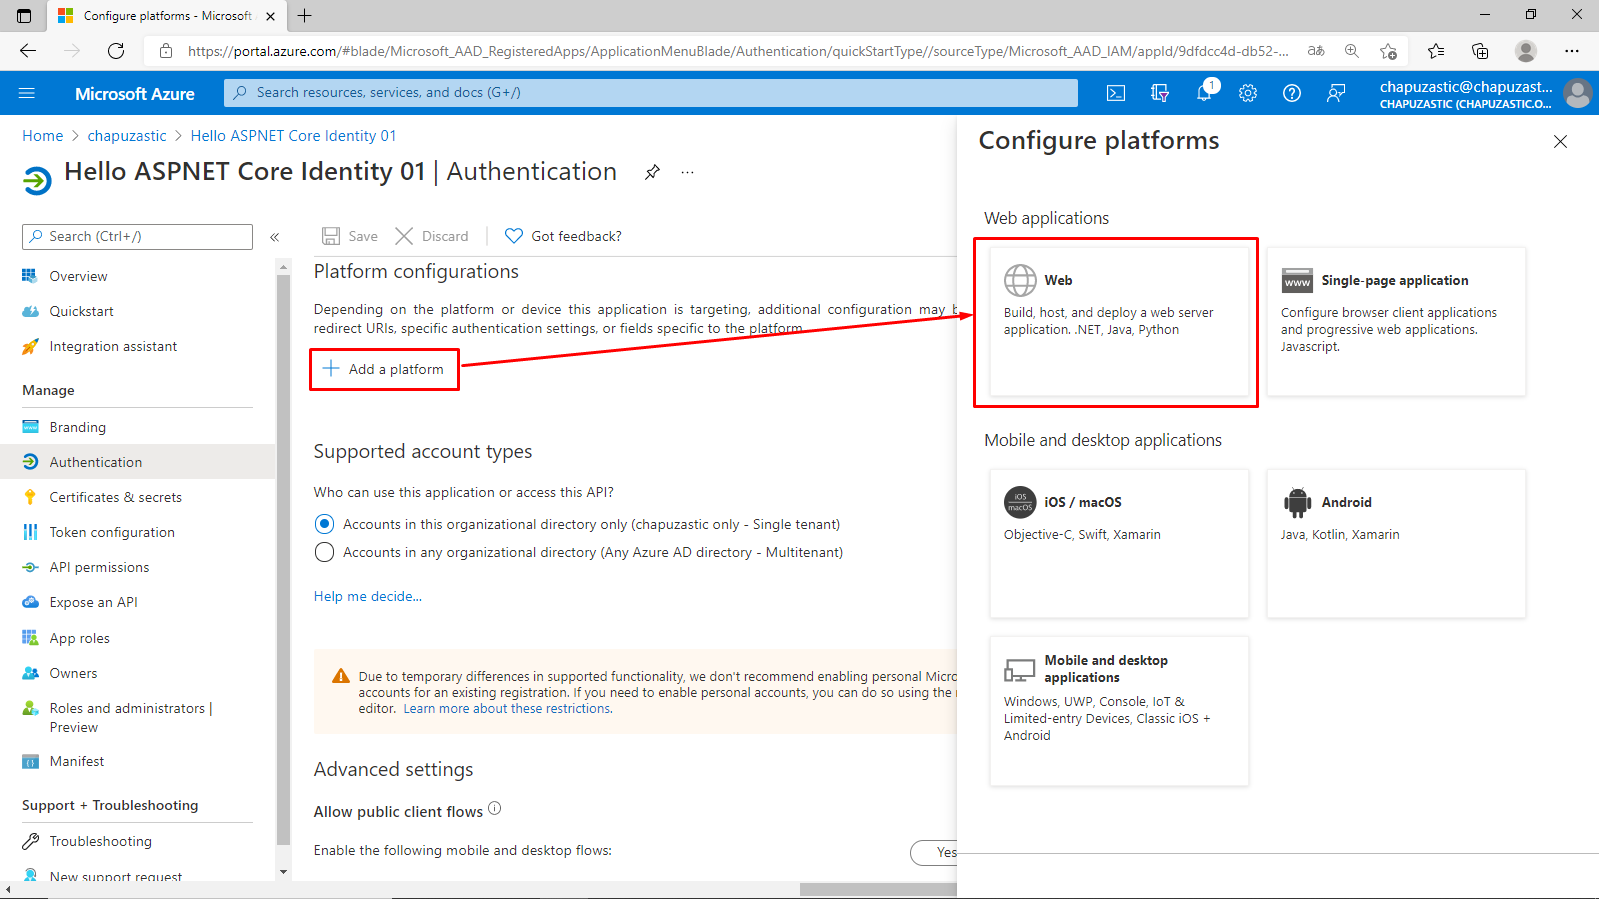 Configure platforms - Microsoft
https://portal.azure.com/#blade/Microsoft_AAD_RegisteredApps/ApplicationMenuBlade/Authentication/quickStartType//sourceType/Microsoft_AAD_IAM/appId/9dfdcc4d-db52-...
Microsoft Azure
Search resources, services, and docs (G+/)
1
chapuzastic@chapuzast...
CHAPUZASTIC (CHAPUZASTIC.O...
Home > chapuzastic > Hello ASPNET Core Identity 01
Hello ASPNET Core Identity 01 | Authentication
Search (Ctrl+/)
Overview
Quickstart
Integration assistant
Manage
Branding
Authentication
Certificates & secrets
Token configuration
API permissions
Expose an API
App roles
Owners
Roles and administrators |
Preview
Manifest
Support + Troubleshooting
Troubleshooting
New support request
Save
Discard
Got feedback?
Platform configurations
Depending on the platform or device this application is targeting, additional configuration may
redirect URIs, specific authentication settings, or fields specific to the platform.
Add a platform
Supported account types
Who can use this application or access this API?
Accounts in this organizational directory only (chapuzastic only - Single tenant)
Accounts in any organizational directory (Any Azure AD directory - Multitenant)
Help me decide...
Due to temporary differences in supported functionality, we don't recommend enabling personal Micro
accounts for an existing registration. If you need to enable personal accounts, you can do so using the
editor. Learn more about these restrictions.
Advanced settings
Allow public client flows
Enable the following mobile and desktop flows:
Yes
Configure platforms
Web applications
Web
Build, host, and deploy a web server
application. .NET, Java, Python
www
Single-page application
Configure browser client applications
and progressive web applications.
Javascript.
Mobile and desktop applications
iOS
macOS
iOS / macOS
Objective-C, Swift, Xamarin
Android
Java, Kotlin, Xamarin
Mobile and desktop
applications
Windows, UWP, Console, IoT &
Limited-entry Devices, Classic iOS +
Android